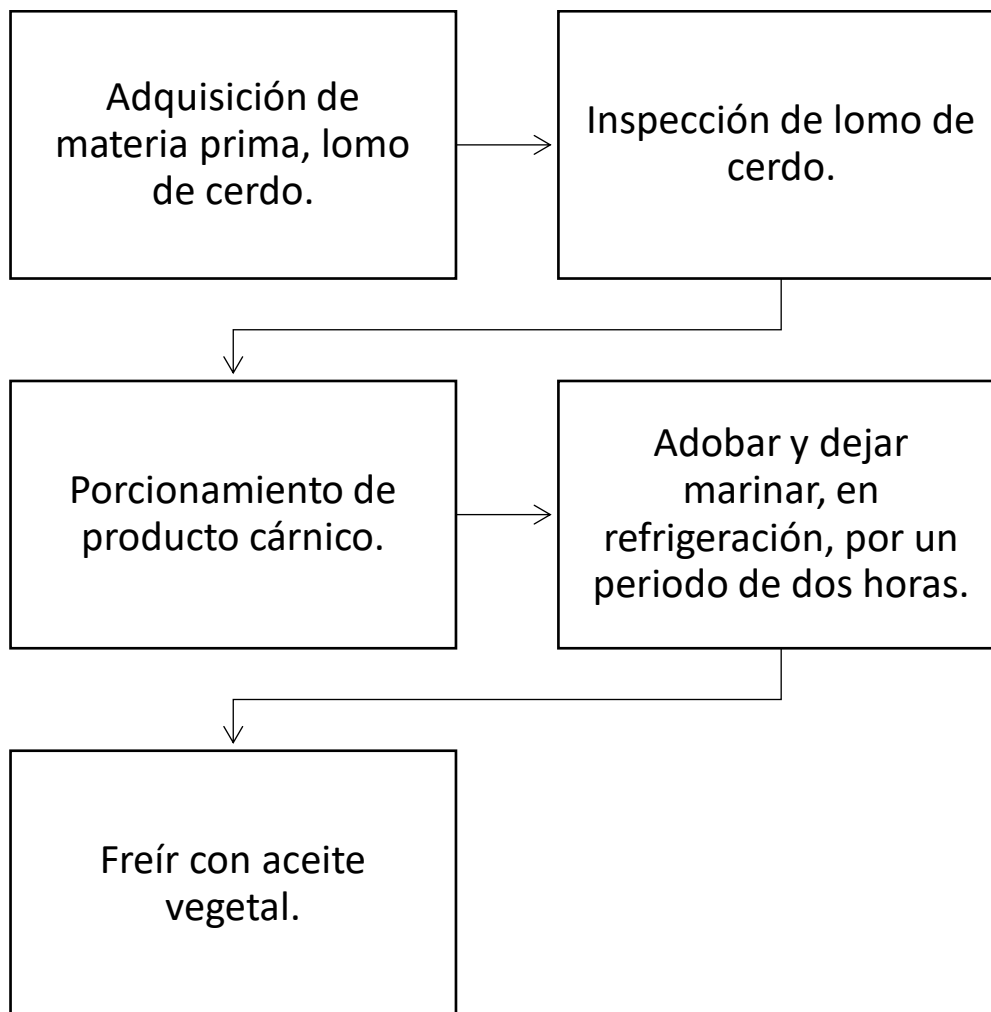 Adquisición de
materia prima, lomo
de cerdo.
Inspección de lomo de
cerdo.
Porcionamiento de
producto cárnico.
Adobar y dejar
marinar, en
refrigeración, por un
periodo de dos horas.
Freír con aceite
vegetal.